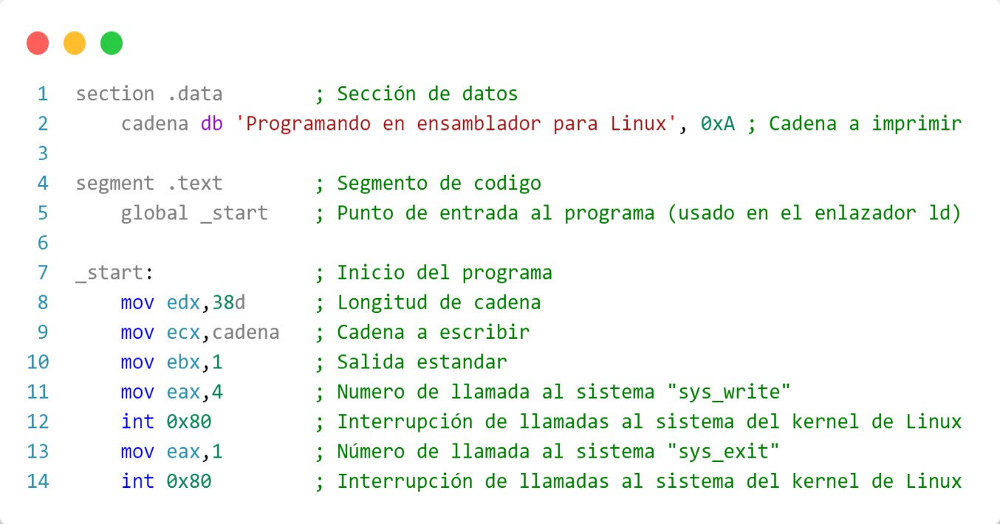 1 section .data ; Sección de datos
2 cadena db 'Programando en ensamblador para Linux', 0xA ; Cadena a imprimir
3
4 segment .text ; Segmento de codigo
5 global _start ; Punto de entrada al programa (usado en el enlazador ld)
6
7 _start: ; Inicio del programa
8 mov edx,38d ; Longitud de cadena
9 mov ecx,cadena ; Cadena a escribir
10 mov ebx,1 ; Salida estandar
11 mov eax,4 ; Numero de llamada al sistema "sys_write"
12 int 0x80 ; Interrupción de llamadas al sistema del kernel de Linux
13 mov eax,1 ; Número de llamada al sistema "sys_exit"
14 int 0x80 ; Interrupción de llamadas al sistema del kernel de Linux